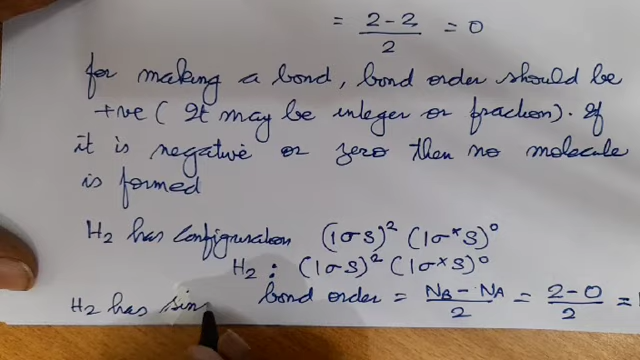 = 2-2/2 = 0
for making a bond, bond order should be
+ve ( It may be integer or fraction). If
it is negative or zero then no molecule
is formed
H2 has configuration (1σS)² (1σ*S)⁰
H2 : (1σS)² (1σ*S)⁰
bond order = NB - NA/2 = 2-0/2 =
H2 has sin